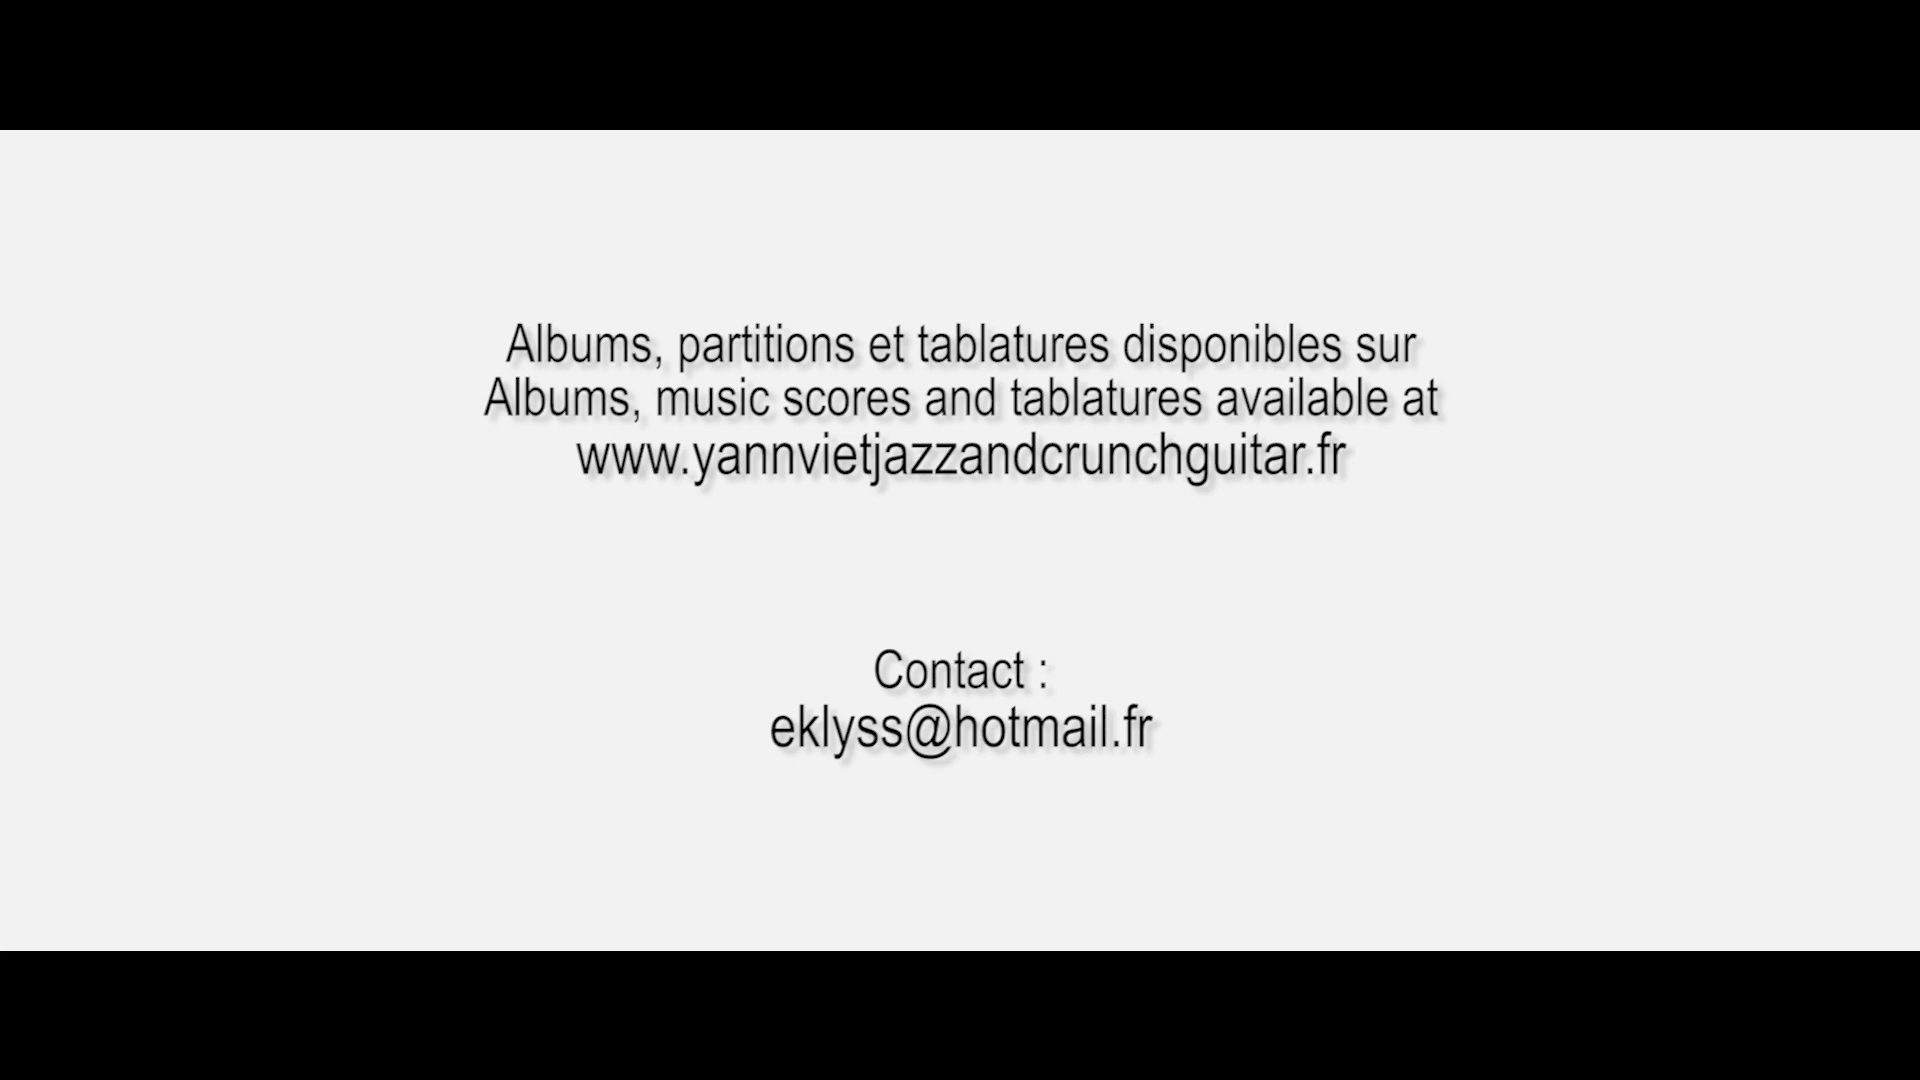 Albums, partitions et tablatures disponibles sur
Albums, music scores and tablatures available at
www.yannvietjazzandcrunchguitar.fr
Contact :
eklyss@hotmail.fr